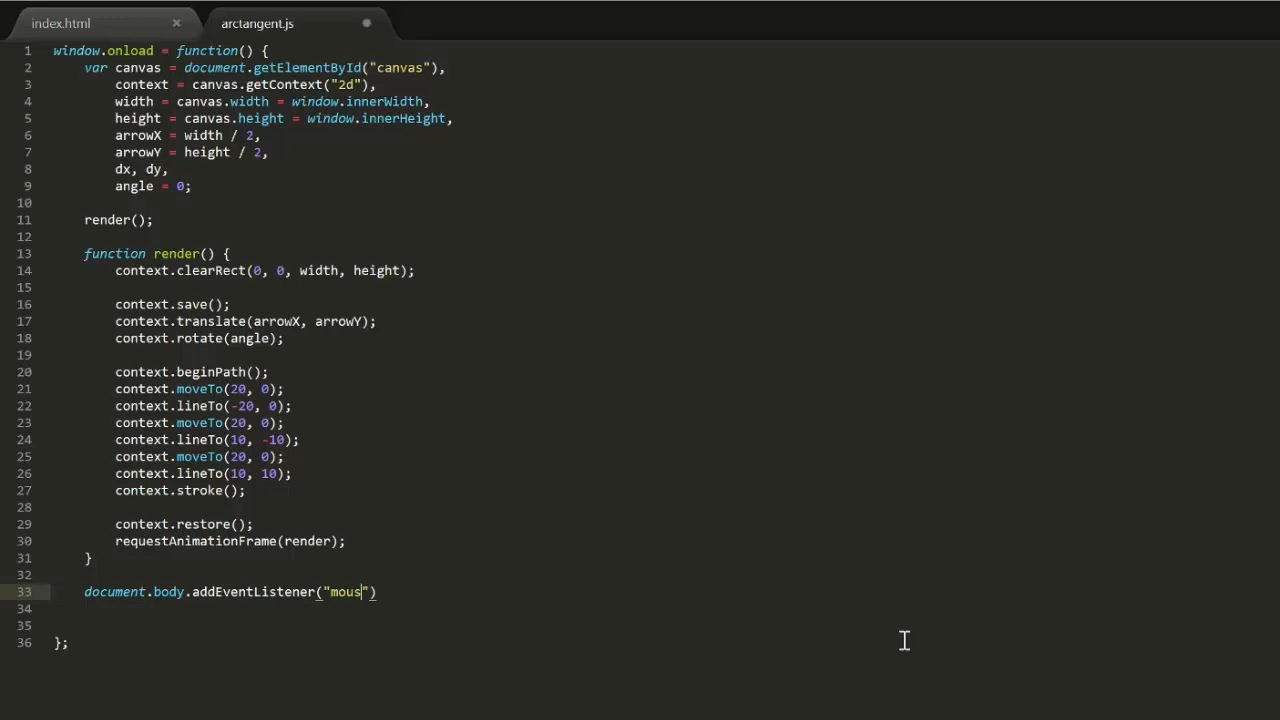 index.html × arctangent.js
1 window.onload = function() {
2 var canvas = document.getElementById("canvas"),
3 context = canvas.getContext("2d"),
4 width = canvas.width = window.innerWidth,
5 height = canvas.height = window.innerHeight,
6 arrowX = width / 2,
7 arrowY = height / 2,
8 dx, dy,
9 angle = 0;
10
11 render();
12
13 function render() {
14 context.clearRect(0, 0, width, height);
15
16 context.save();
17 context.translate(arrowX, arrowY);
18 context.rotate(angle);
19
20 context.beginPath();
21 context.moveTo(20, 0);
22 context.lineTo(-20, 0);
23 context.moveTo(20, 0);
24 context.lineTo(10, -10);
25 context.moveTo(20, 0);
26 context.lineTo(10, 10);
27 context.stroke();
28
29 context.restore();
30 requestAnimationFrame(render);
31 }
32
33 document.body.addEventListener("mous")
34
35
36 };